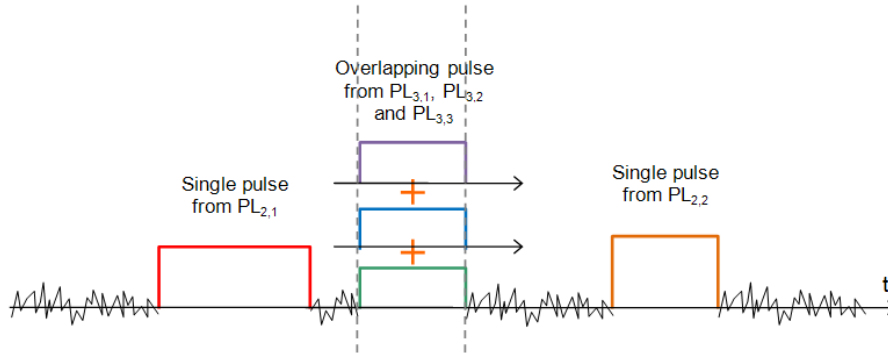 Overlapping pulse
from PL3,1, PL3,2
and PL3,3
Single pulse
from PL2,1
Single pulse
from PL2,2
t